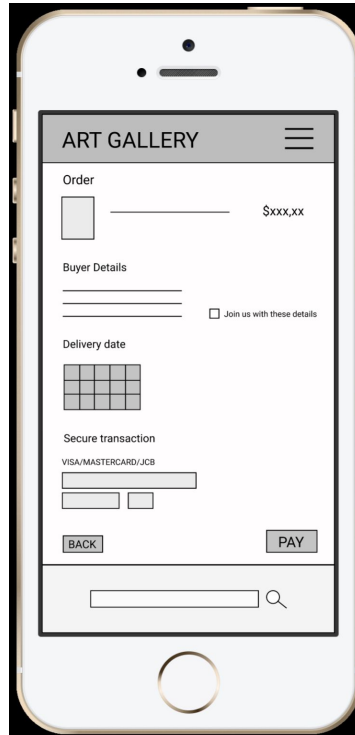 ART GALLERY
Order
$xxx,xx
Buyer Details
Join us with these details
Delivery date
Secure transaction
VISA/MASTERCARD/JCB
BACK
PAY